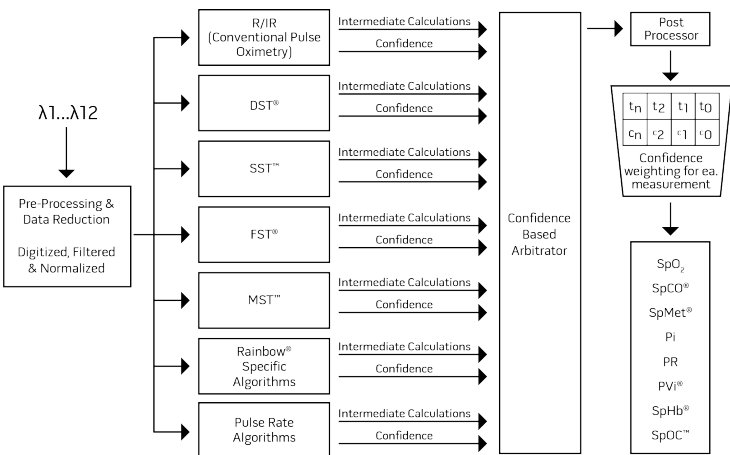 λ1...λ12
Pre-Processing &
Data Reduction
Digitized, Filtered
& Normalized
R/IR
(Conventional Pulse
Oximetry)
Intermediate Calculations
Confidence
DST®
Intermediate Calculations
Confidence
SST™
Intermediate Calculations
Confidence
FST®
Intermediate Calculations
Confidence
MST™
Intermediate Calculations
Confidence
Rainbow®
Specific
Algorithms
Intermediate Calculations
Confidence
Pulse Rate
Algorithms
Intermediate Calculations
Confidence
Confidence
Based
Arbitrator
Post
Processor
tn t2 t1 t0
cn c2 c1 c0
Confidence
weighting for ea.
measurement
SpO₂
SpCO®
SpMet®
Pi
PR
PVi®
SpHb®
SpOC™